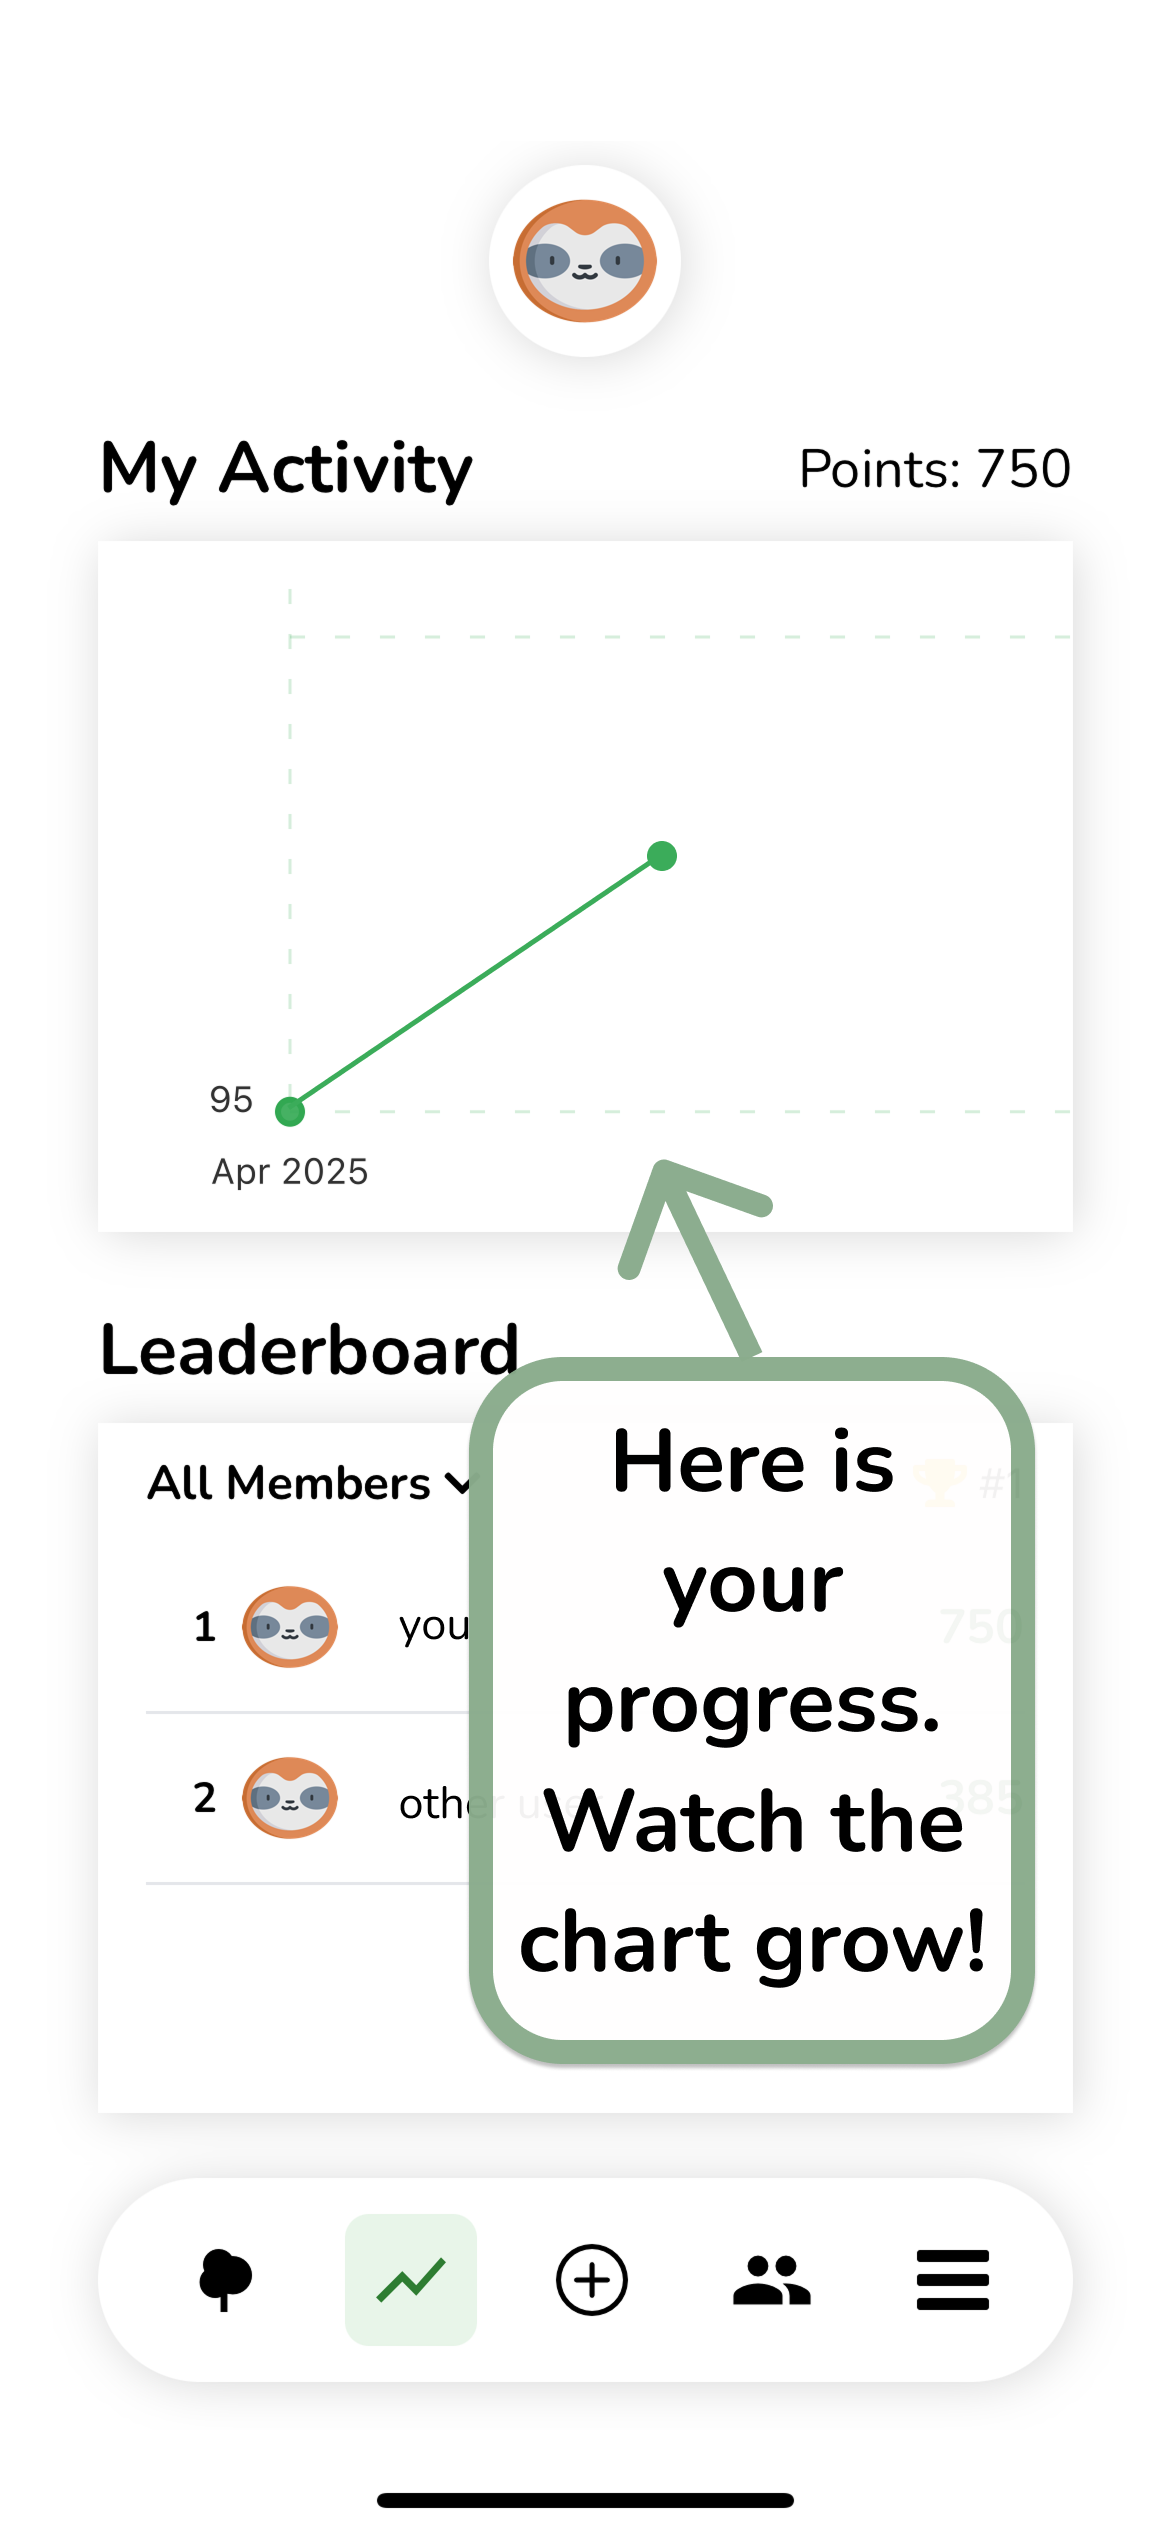 My Activity
Points: 750
95
Apr 2025
Leaderboard
All Members
#1
Here is
your
progress.
Watch the
chart grow!
1
you
750
2
other user
385